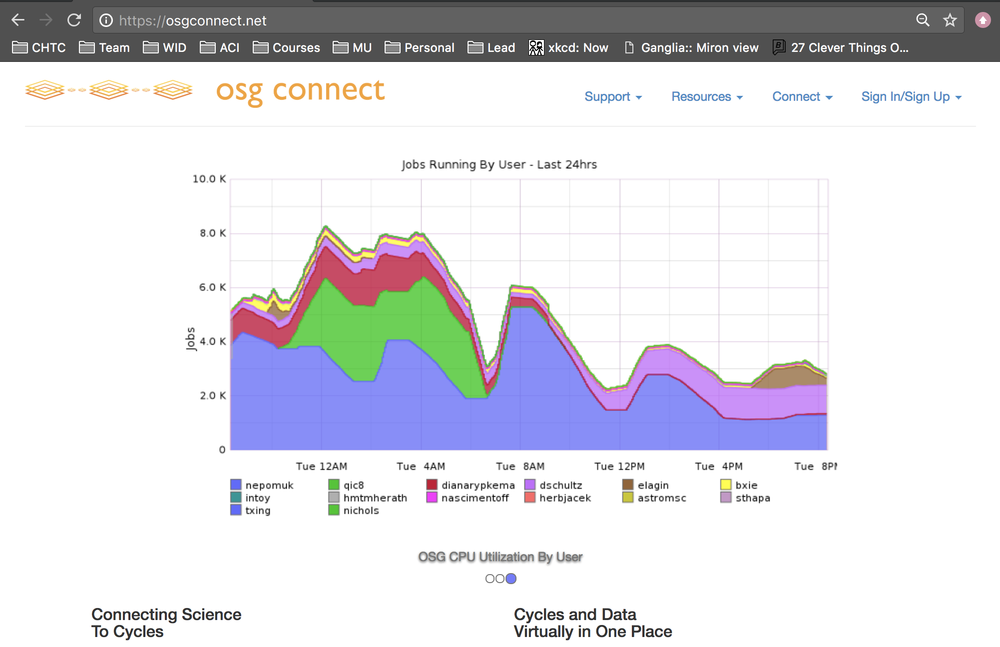 https://osgconnect.net
CHTC Team WID ACI Courses MU Personal Lead xkcd: Now Ganglia:: Miron view 27 Clever Things O...
osg connect
Support Resources Connect Sign In/Sign Up
Jobs Running By User - Last 24hrs
10.0 K
8.0 K
6.0 K
4.0 K
2.0 K
0
Jobs
Tue 12AM Tue 4AM Tue 8AM Tue 12PM Tue 4PM Tue 8PM
nepomuk qic8 dianarypkema dschultz elagin bxie
intoy hmtmherath nascimentoff herbjacek astromsc sthapa
txing nichols
OSG CPU Utilization By User
Connecting Science
To Cycles
Cycles and Data
Virtually in One Place